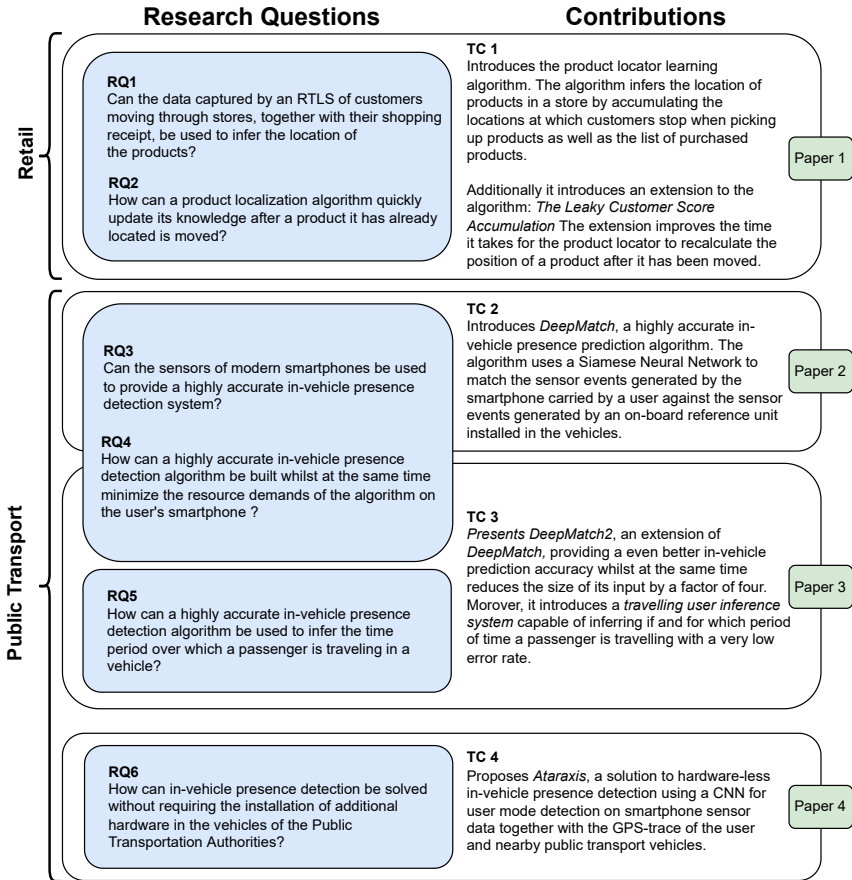 Research Questions
Contributions
Retail
RQ1
Can the data captured by an RTLS of customers
moving through stores, together with their shopping
receipt, be used to infer the location of
the products?
RQ2
How can a product localization algorithm quickly
update its knowledge after a product it has already
located is moved?
TC 1
Introduces the product locator learning
algorithm. The algorithm infers the location of
products in a store by accumulating the
locations at which customers stop when picking
up products as well as the list of purchased
products.
Additionally it introduces an extension to the
algorithm: The Leaky Customer Score
Accumulation The extension improves the time
it takes for the product locator to recalculate the
position of a product after it has been moved.
Paper 1
Public Transport
RQ3
Can the sensors of modern smartphones be used
to provide a highly accurate in-vehicle presence
detection system?
RQ4
How can a highly accurate in-vehicle presence
detection algorithm be built whilst at the same time
minimize the resource demands of the algorithm on
the user's smartphone ?
TC 2
Introduces DeepMatch, a highly accurate in-
vehicle presence prediction algorithm. The
algorithm uses a Siamese Neural Network to
match the sensor events generated by the
smartphone carried by a user against the sensor
events generated by an on-board reference unit
installed in the vehicles.
Paper 2
RQ5
How can a highly accurate in-vehicle presence
detection algorithm be used to infer the time
period over which a passenger is traveling in a
vehicle?
TC 3
Presents DeepMatch2, an extension of
DeepMatch, providing a even better in-vehicle
prediction accuracy whilst at the same time
reduces the size of its input by a factor of four.
Morover, it introduces a travelling user inference
system capable of inferring if and for which period
of time a passenger is travelling with a very low
error rate.
Paper 3
RQ6
How can in-vehicle presence detection be solved
without requiring the installation of additional
hardware in the vehicles of the Public
Transportation Authorities?
TC 4
Proposes Ataraxis, a solution to hardware-less
in-vehicle presence detection using a CNN for
user mode detection on smartphone sensor
data together with the GPS-trace of the user
and nearby public transport vehicles.
Paper 4